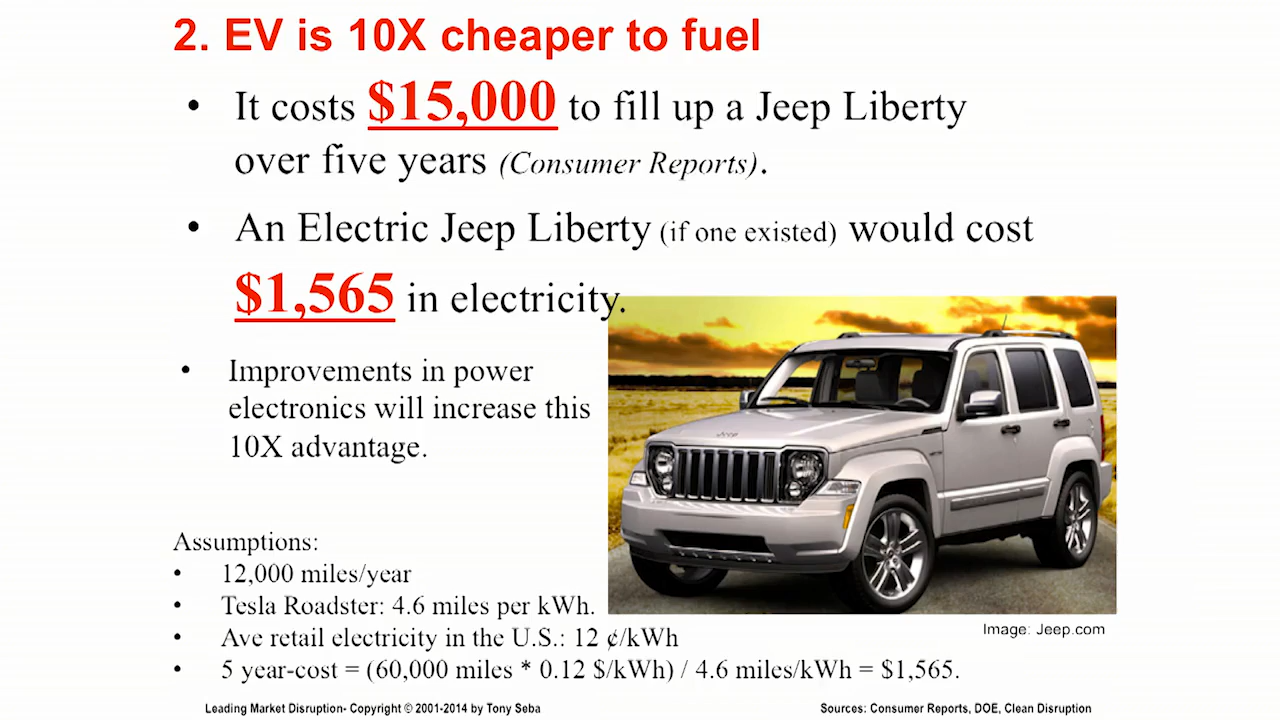 2. EV is 10X cheaper to fuel
• It costs $15,000 to fill up a Jeep Liberty
over five years (Consumer Reports).
• An Electric Jeep Liberty (if one existed) would cost
$1,565 in electricity.
• Improvements in power
electronics will increase this
10X advantage.
Jeep
Assumptions:
• 12,000 miles/year
• Tesla Roadster: 4.6 miles per kWh.
• Ave retail electricity in the U.S.: 12 ¢/kWh
• 5 year-cost = (60,000 miles * 0.12 $/kWh) / 4.6 miles/kWh = $1,565.
Image: Jeep.com
Leading Market Disruption- Copyright © 2001-2014 by Tony Seba
Sources: Consumer Reports, DOE, Clean Disruption